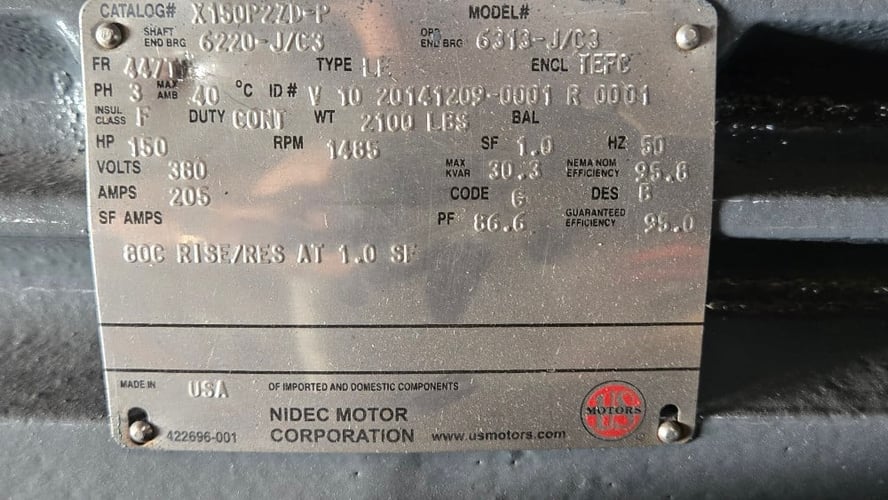 CATALOG# X150P2ZD-P MODEL#
SHAFT END BRG 6220-J/C3 OPP END BRG 6313-J/C3
FR TYPE ENCL TEFC
PH 3 MAX AMB 40 °C ID# V 10 20141209-0001 R 0001
INSUL CLASS F DUTY CONT WT 2100 LBS BAL
HP 150 RPM 1485 SF 1.0 HZ 50
VOLTS 380 MAX KVAR 30.3 NEMA NOM EFFICIENCY 95.8
AMPS 205 CODE G DES B
SF AMPS PF 86.6 GUARANTEED EFFICIENCY 95.0
80C RISE/RES AT 1.0 SF
MADE IN USA OF IMPORTED AND DOMESTIC COMPONENTS
NIDEC MOTOR
CORPORATION www.usmotors.com
422696-001
US
MOTORS